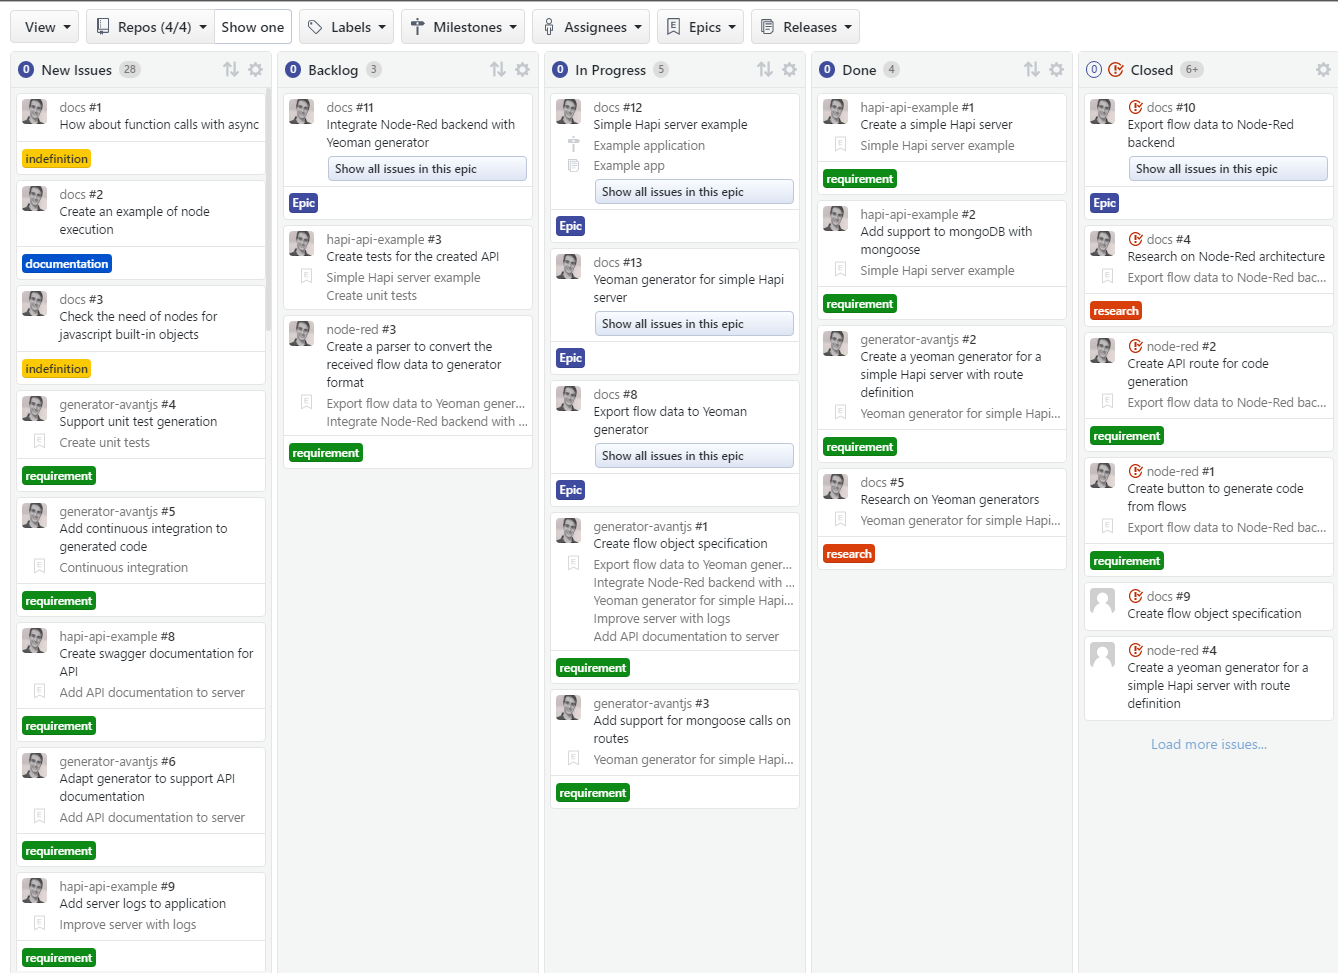 View
Repos (4/4)
Show one
Labels
Milestones
Assignees
Epics
Releases
0 New Issues 28
docs #1
How about function calls with async
indefinition
docs #2
Create an example of node
execution
documentation
docs #3
Check the need of nodes for
javascript built-in objects
indefinition
generator-avantjs #4
Support unit test generation
Create unit tests
requirement
generator-avantjs #5
Add continuous integration to
generated code
Continuous integration
requirement
hapi-api-example #8
Create swagger documentation for
API
Add API documentation to server
requirement
generator-avantjs #6
Adapt generator to support API
documentation
Add API documentation to server
requirement
hapi-api-example #9
Add server logs to application
Improve server with logs
requirement
0 Backlog 3
docs #11
Integrate Node-Red backend with
Yeoman generator
Show all issues in this epic
Epic
hapi-api-example #3
Create tests for the created API
Simple Hapi server example
Create unit tests
node-red #3
Create a parser to convert the
received flow data to generator
format
Export flow data to Yeoman gener...
Integrate Node-Red backend with ...
requirement
0 In Progress 5
docs #12
Simple Hapi server example
Example application
Example app
Show all issues in this epic
Epic
docs #13
Yeoman generator for simple Hapi
server
Show all issues in this epic
Epic
docs #8
Export flow data to Yeoman
generator
Show all issues in this epic
Epic
generator-avantjs #1
Create flow object specification
Export flow data to Yeoman gener...
Integrate Node-Red backend with ...
Yeoman generator for simple Hapi...
Improve server with logs
Add API documentation to server
requirement
generator-avantjs #3
Add support for mongoose calls on
routes
Yeoman generator for simple Hapi...
requirement
0 Done 4
hapi-api-example #1
Create a simple Hapi server
Simple Hapi server example
requirement
hapi-api-example #2
Add support to mongoDB with
mongoose
Simple Hapi server example
requirement
generator-avantjs #2
Create a yeoman generator for a
simple Hapi server with route
definition
Yeoman generator for simple Hapi...
requirement
docs #5
Research on Yeoman generators
Yeoman generator for simple Hapi...
research
0 Closed 6+
docs #10
Export flow data to Node-Red
backend
Show all issues in this epic
Epic
docs #4
Research on Node-Red architecture
Export flow data to Node-Red bac...
research
node-red #2
Create API route for code
generation
Export flow data to Node-Red bac...
requirement
node-red #1
Create button to generate code
from flows
Export flow data to Node-Red bac...
requirement
docs #9
Create flow object specification
node-red #4
Create a yeoman generator for a
simple Hapi server with route
definition
Load more issues...